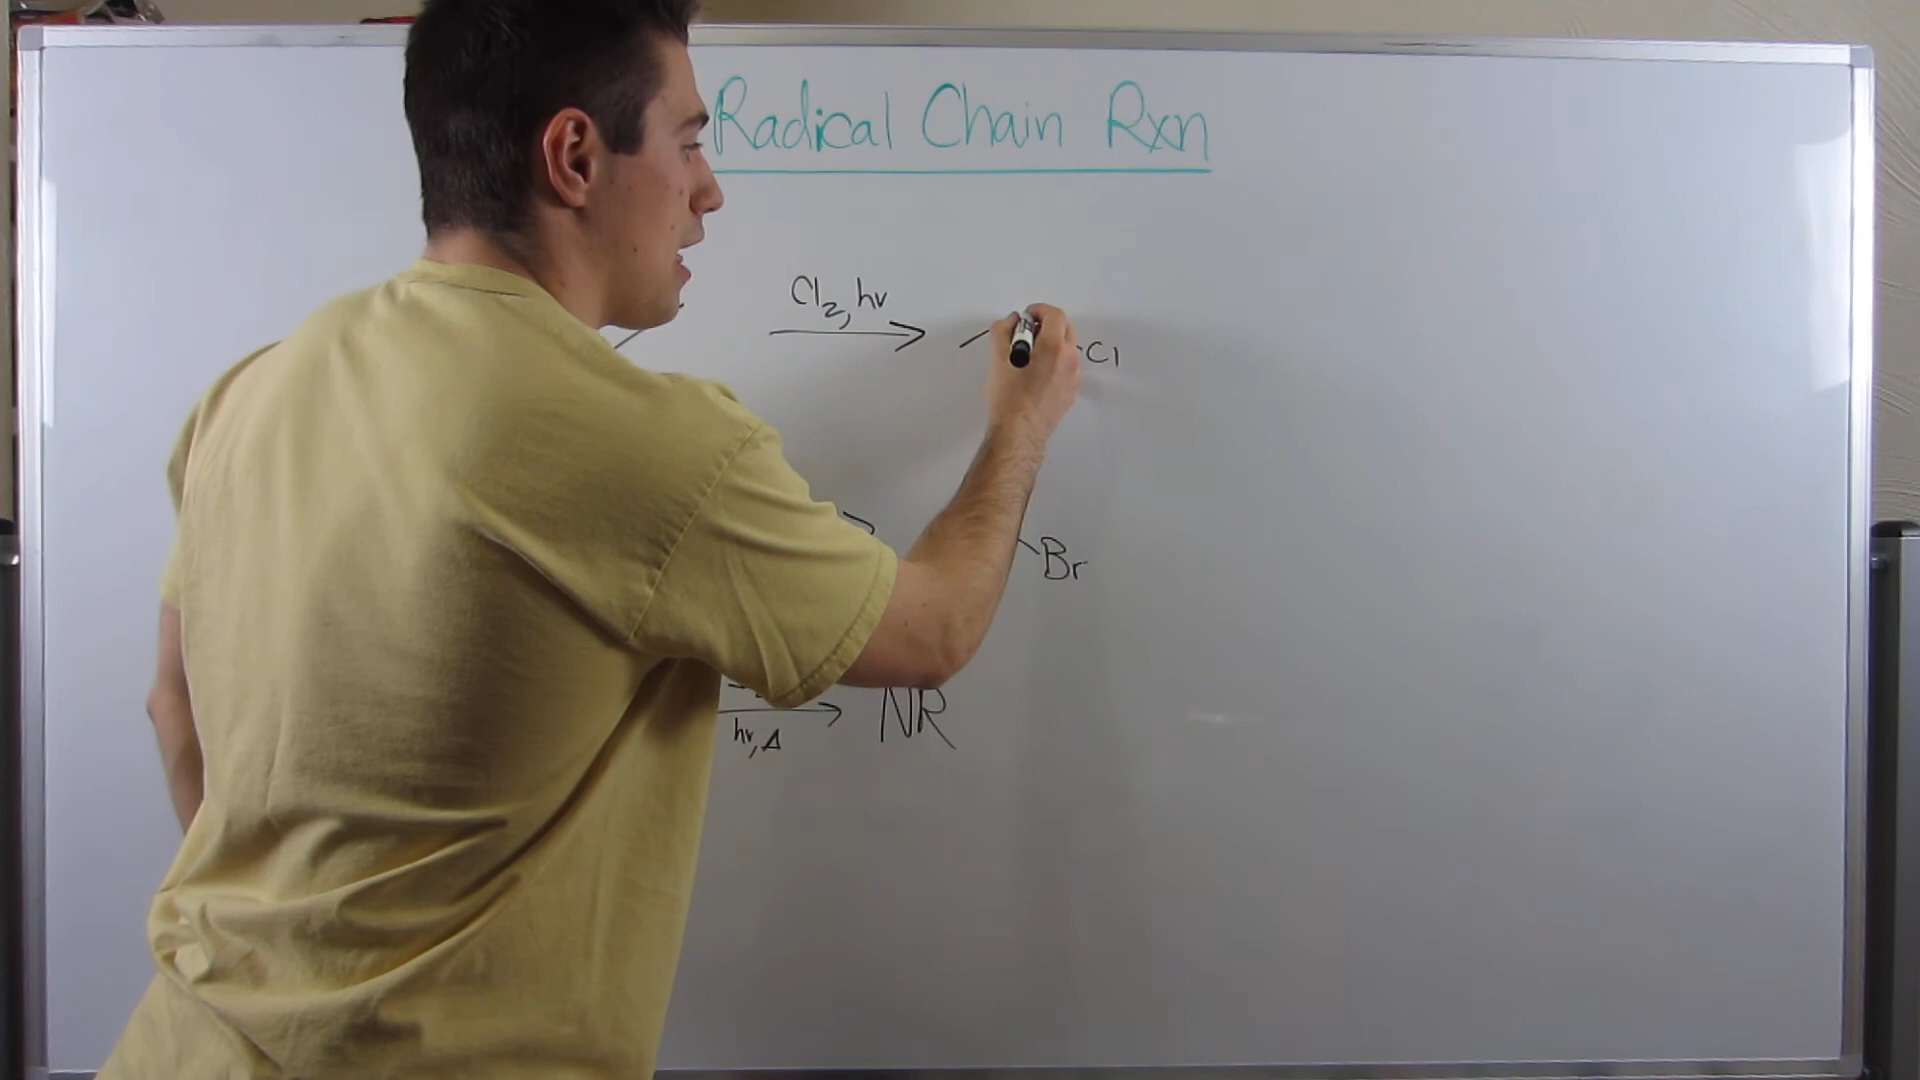 Radical Chain Rxn
Cl2, hv
Cl
Br
NR
hv, Δ